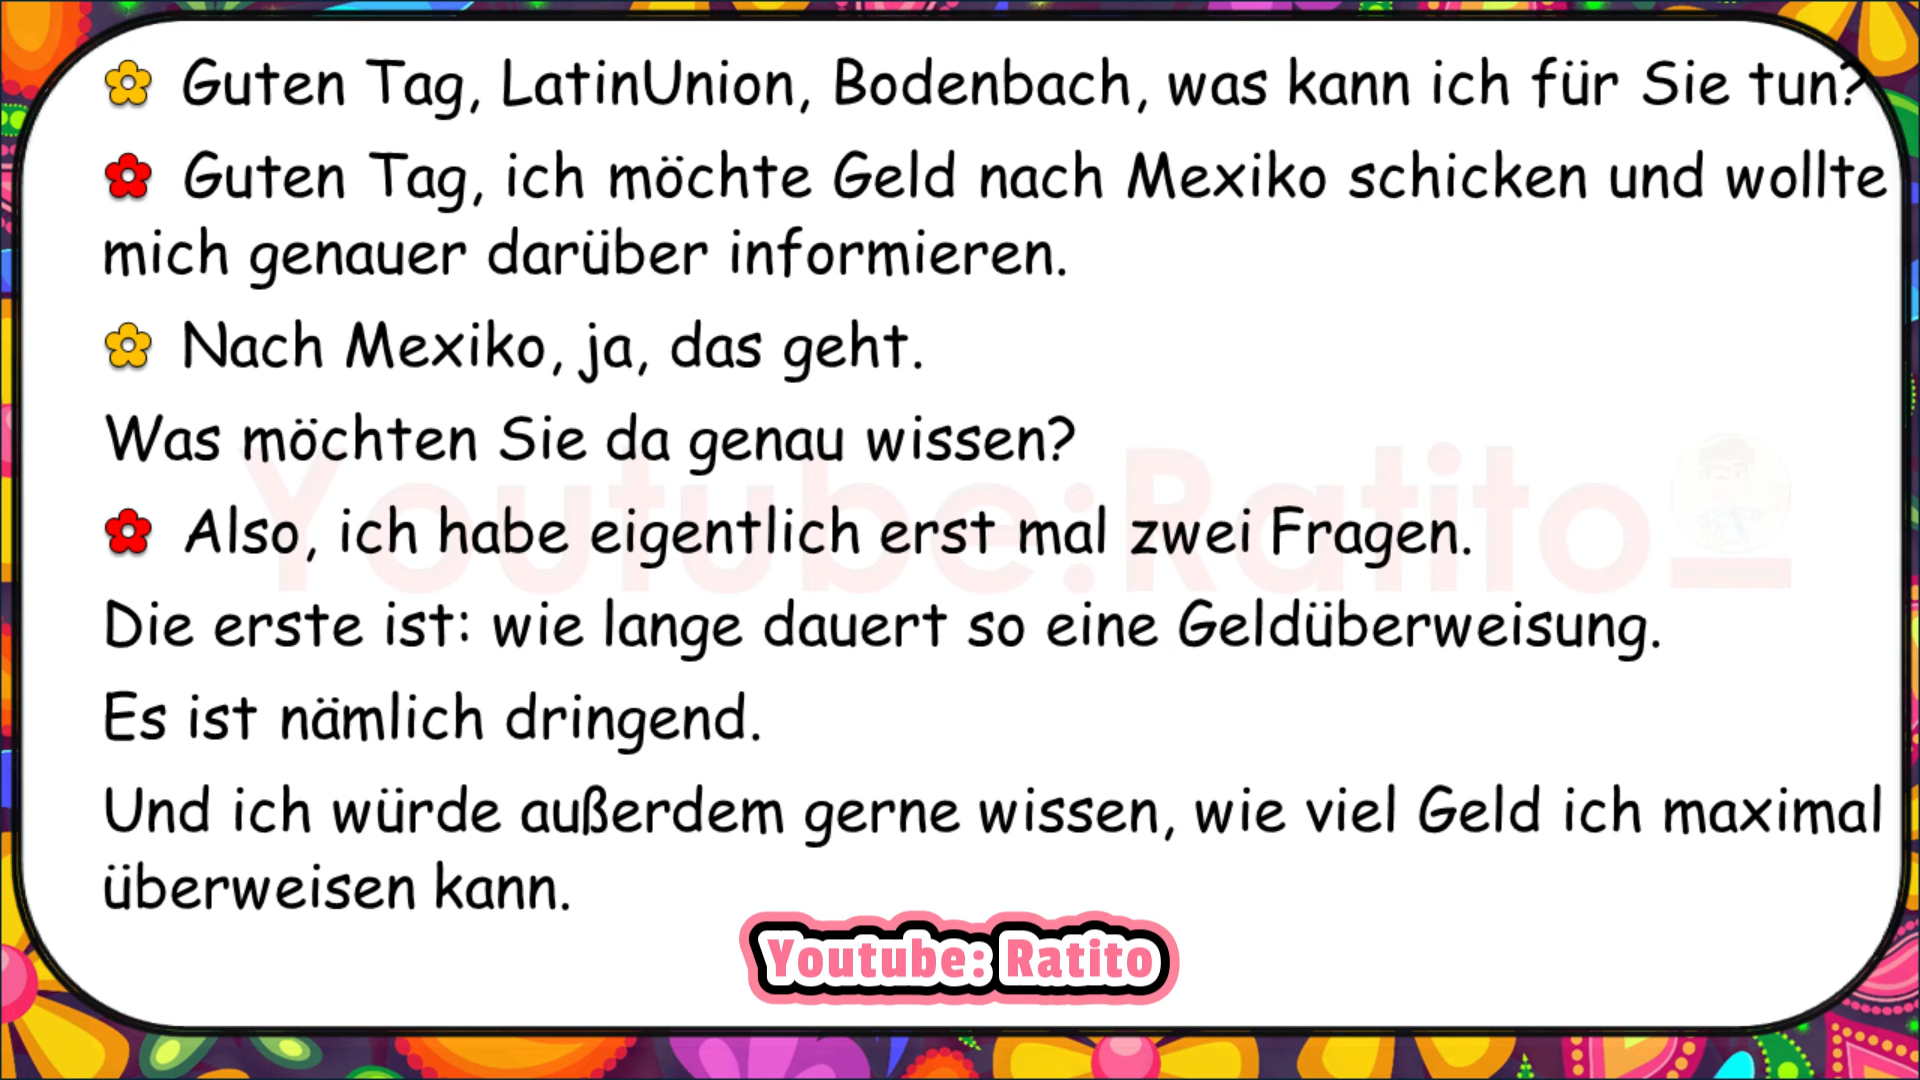 Guten Tag, LatinUnion, Bodenbach, was kann ich für Sie tun?
Guten Tag, ich möchte Geld nach Mexiko schicken und wollte
mich genauer darüber informieren.
Nach Mexiko, ja, das geht.
Was möchten Sie da genau wissen?
Youtube:Ratito
Also, ich habe eigentlich erst mal zwei Fragen.
Die erste ist: wie lange dauert so eine Geldüberweisung.
Es ist nämlich dringend.
Und ich würde außerdem gerne wissen, wie viel Geld ich maximal
überweisen kann.
Youtube: Ratito